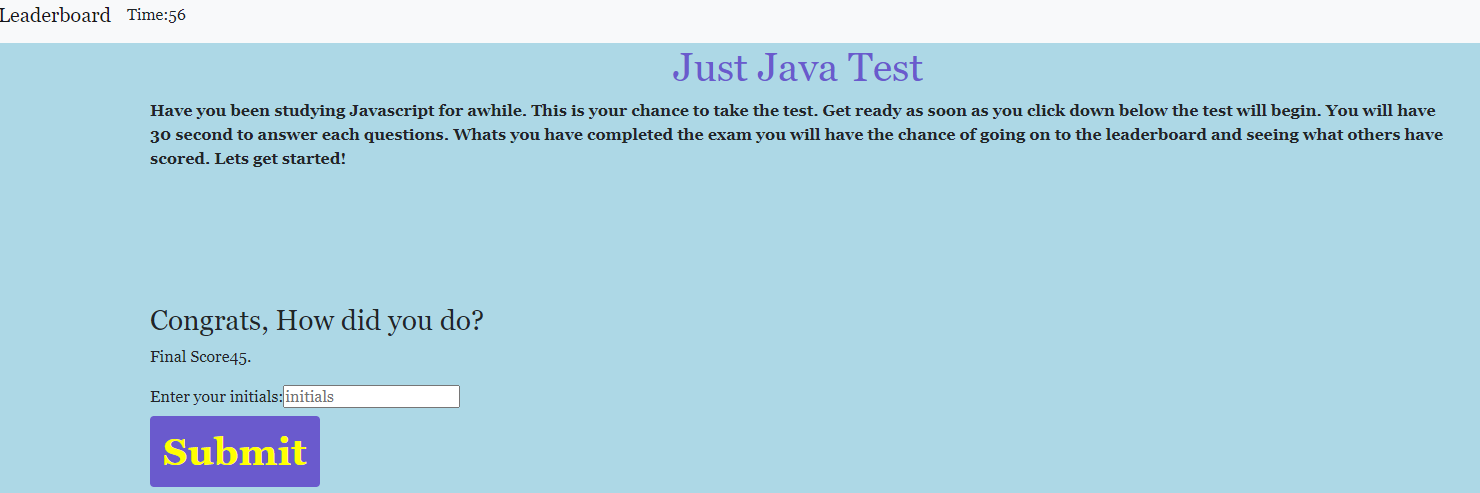 Leaderboard Time:56
Just Java Test
Have you been studying Javascript for awhile. This is your chance to take the test. Get ready as soon as you click down below the test will begin. You will have
30 second to answer each questions. Whats you have completed the exam you will have the chance of going on to the leaderboard and seeing what others have
scored. Lets get started!
Congrats, How did you do?
Final Score45.
Enter your initials:initials
Submit